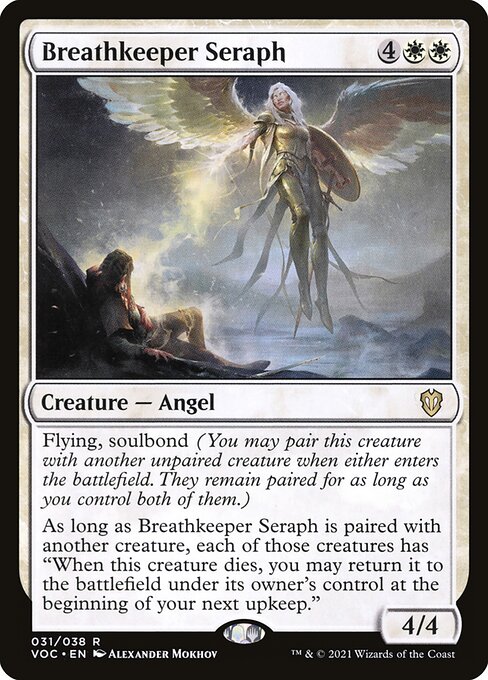 Breathkeeper Seraph 4
Creature — Angel
Flying, soulbond (You may pair this creature
with another unpaired creature when either enters
the battlefield. They remain paired for as long as
you control both of them.)
As long as Breathkeeper Seraph is paired with
another creature, each of those creatures has
“When this creature dies, you may return it to
the battlefield under its owner’s control at the
beginning of your next upkeep.”
4/4
031/038 R
VOC • EN Alexander Mokhov
™ & © 2021 Wizards of the Coast